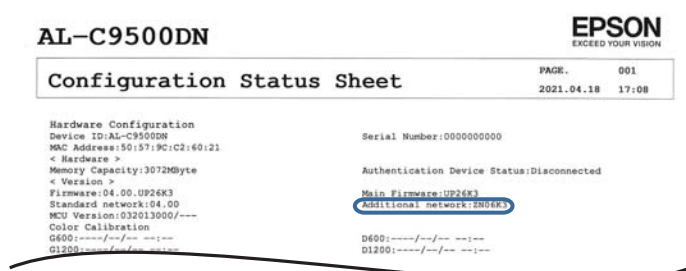 AL-C9500DN
EPSON
EXCEED YOUR VISION
Configuration Status Sheet
PAGE. 001
2021.04.18 17:08
Hardware Configuration
Device ID:AL-C9500DN
Serial Number:0000000000
MAC Address:50:57:9C:C2:60:21
< Hardware >
Memory Capacity:3072MByte
Authentication Device Status:Disconnected
< Version >
Firmware:04.00.UP26K3
Main Firmware:UP26K3
Standard network:04.00
Additional network:ZN06K3
MCU Version:032013000/---
Color Calibration
G600:----/--/-- --:--
D600:----/--/-- --:--
G1200:----/--/-- --:--
D1200:----/--/-- --:--